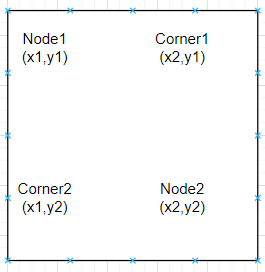 Node1
(x1,y1)
Corner1
(x2,y1)
Corner2
(x1,y2)
Node2
(x2,y2)